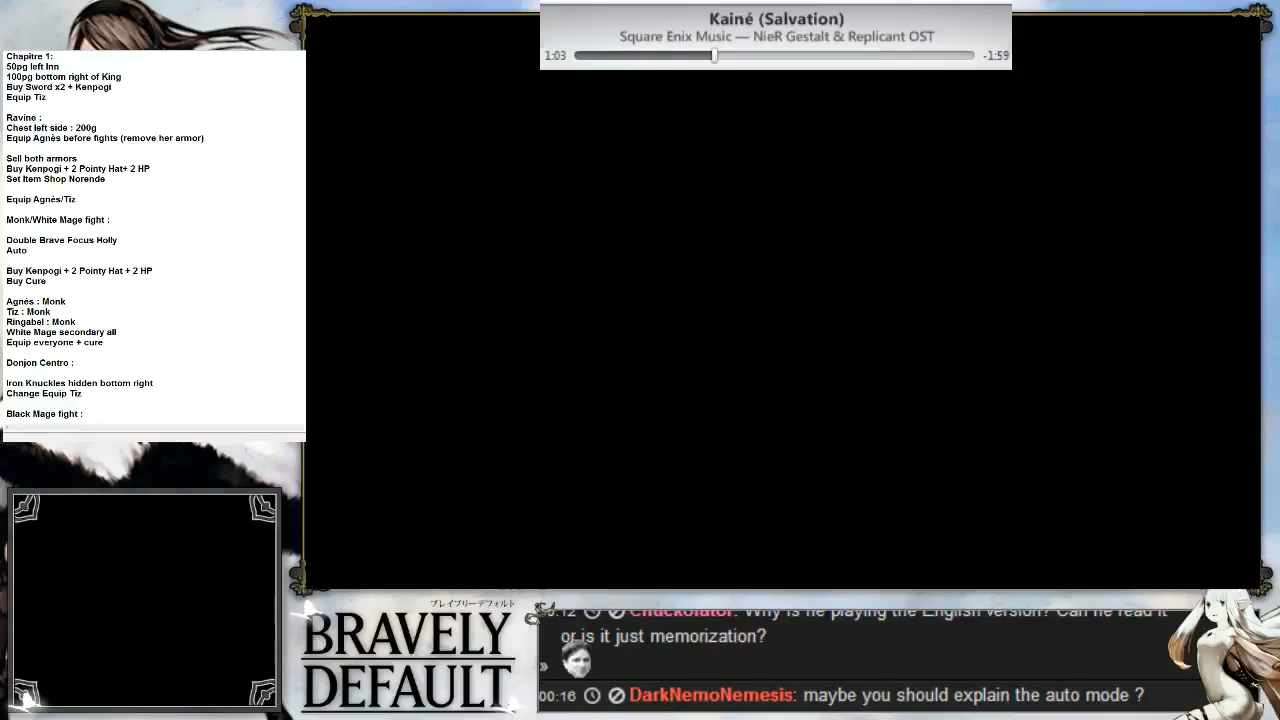 Kainé (Salvation)
Square Enix Music — NieR Gestalt & Replicant OST
1:03 -1:59
Chapitre 1:
50pg left Inn
100pg bottom right of King
Buy Sword x2 + Kenpogi
Equip Tiz
Ravine :
Chest left side : 200g
Equip Agnès before fights (remove her armor)
Sell both armors
Buy Kenpogi + 2 Pointy Hat+ 2 HP
Set Item Shop Norende
Equip Agnès/Tiz
Monk/White Mage fight :
Double Brave Focus Holly
Auto
Buy Kenpogi + 2 Pointy Hat + 2 HP
Buy Cure
Agnès : Monk
Tiz : Monk
Ringabel : Monk
White Mage secondary all
Equip everyone + cure
Donjon Centro :
Iron Knuckles hidden bottom right
Change Equip Tiz
Black Mage fight :
ブレイブリーデフォルト
BRAVELY
DEFAULT
:12 Chuckolator: Why is he playing the English version? Can he read it
or is it just memorization?
»
00:16 DarkNemoNemesis: maybe you should explain the auto mode ?